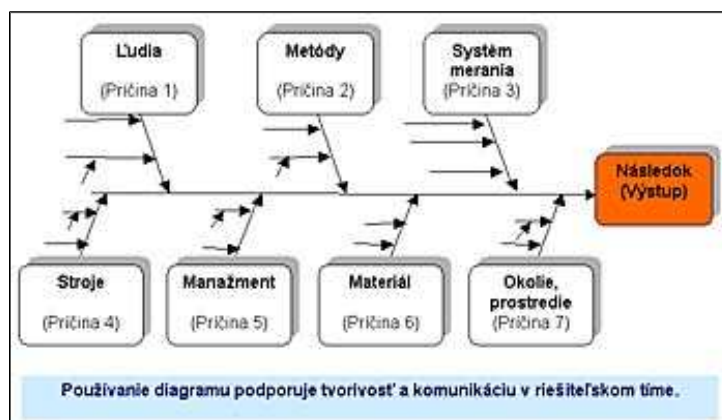 Ľudia
(Príčina 1)
Metódy
(Príčina 2)
Systém
merania
(Príčina 3)
Následok
(Výstup)
Stroje
(Príčina 4)
Manažment
(Príčina 5)
Materiál
(Príčina 6)
Okolie,
prostredie
(Príčina 7)
Používanie diagramu podporuje tvorivosť a komunikáciu v riešiteľskom tíme.